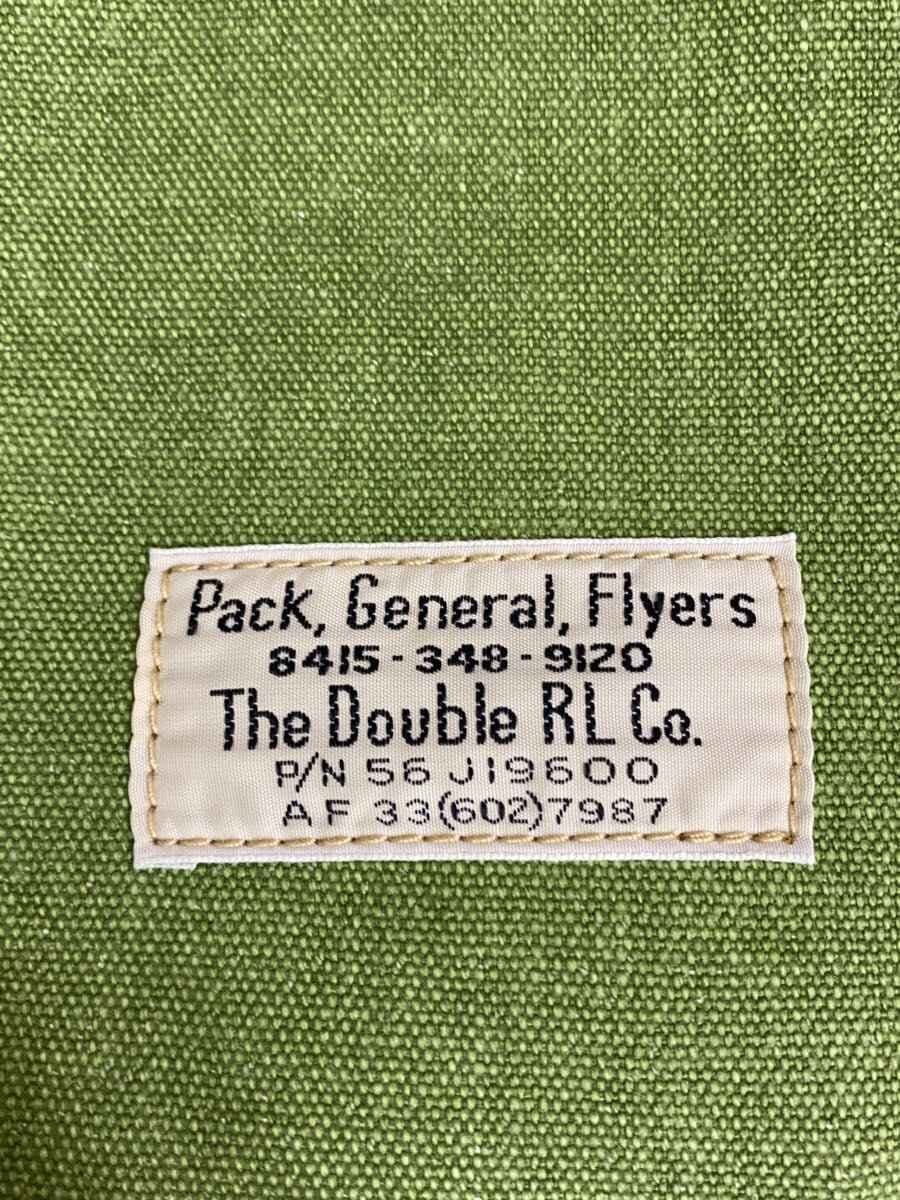 Pack, General, Flyers
8415-348-9120
The Double RL Co.
P/N 56 J19600
AF 33(602)7987